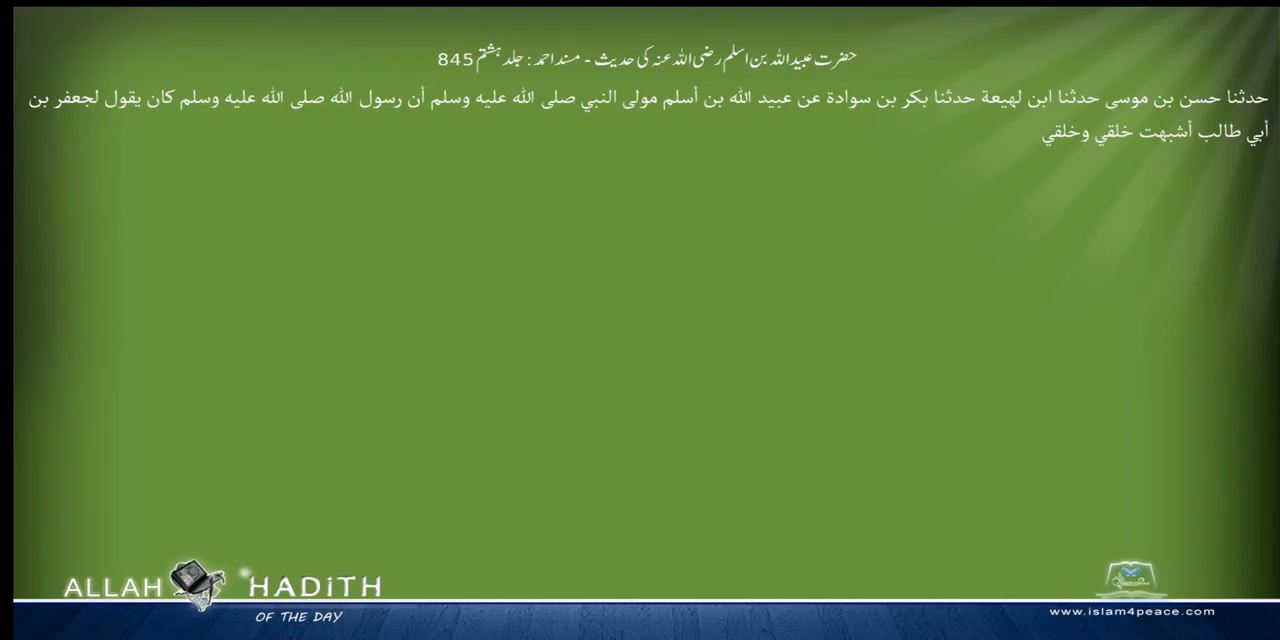 حضرت عبید اللہ بن اسلم رضی اللہ عنہ کی حدیث - مسند احمد : جلد ہشتم 845
حدثنا حسن بن موسى حدثنا ابن لهيعة حدثنا بكر بن سوادة عن عبيد الله بن أسلم مولى النبي صلى الله عليه وسلم أن رسول الله صلى الله عليه وسلم كان يقول لجعفر بن
أبي طالب أشبهت خلقي وخلقي
ALLAH HADITH
OF THE DAY
www.islam4peace.com